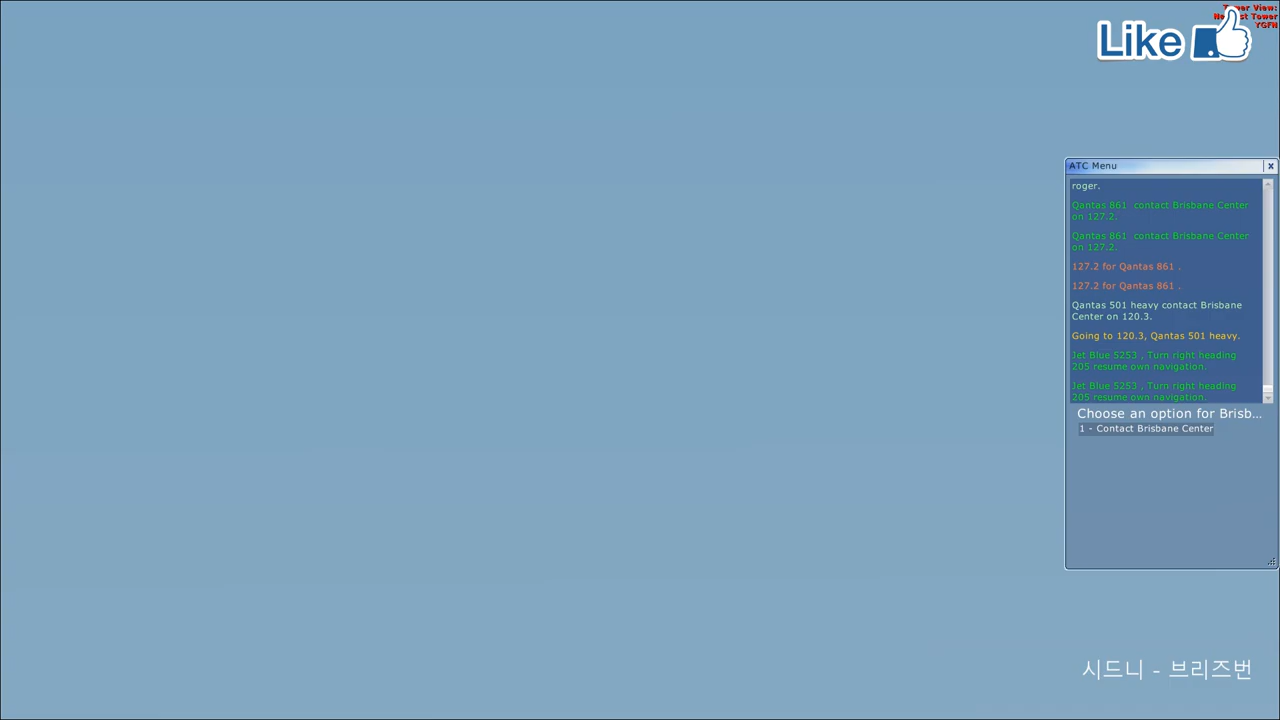 Tower View:
Tower
YGFN
Like
ATC Menu
roger.
Qantas 861 contact Brisbane Center
on 127.2.
Qantas 861 contact Brisbane Center
on 127.2.
127.2 for Qantas 861 .
127.2 for Qantas 861 .
Qantas 501 heavy contact Brisbane
Center on 120.3.
Going to 120.3, Qantas 501 heavy.
Jet Blue 5253 , Turn right heading
205 resume own navigation.
Jet Blue 5253 , Turn right heading
205 resume own navigation.
Choose an option for Brisb...
1 - Contact Brisbane Center
시드니 - 브리즈번